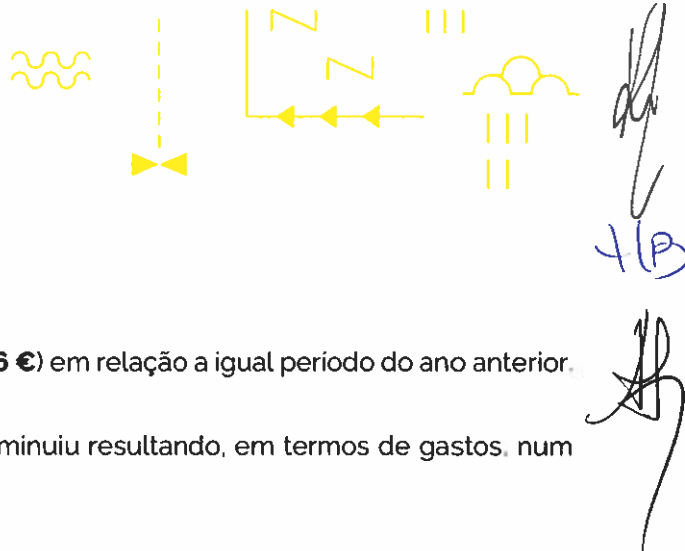 6 €) em relação a igual período do ano anterior.
minuiu resultando, em termos de gastos, num